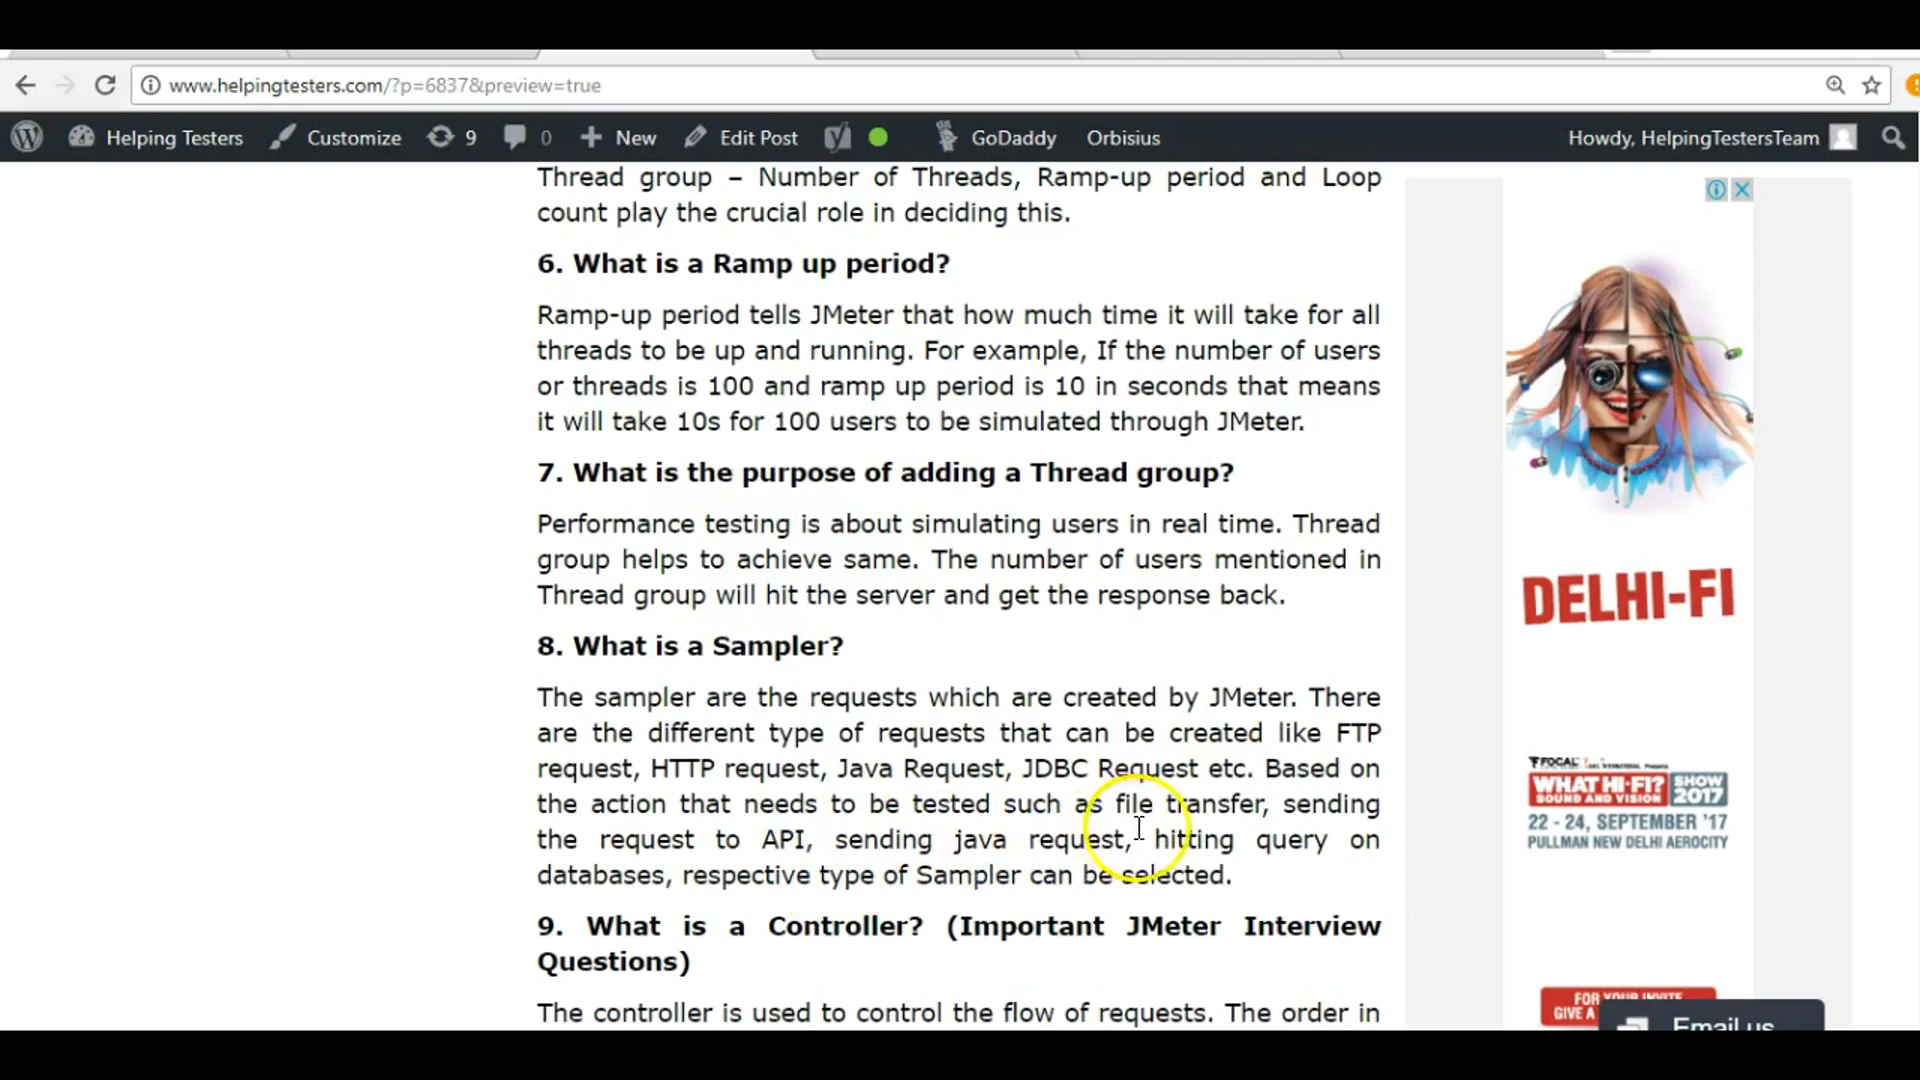 www.helpingtesters.com/?p=6837&preview=true
Helping Testers Customize 9 0 New Edit Post GoDaddy Orbisius Howdy, HelpingTestersTeam
Thread group – Number of Threads, Ramp-up period and Loop
count play the crucial role in deciding this.
6. What is a Ramp up period?
Ramp-up period tells JMeter that how much time it will take for all
threads to be up and running. For example, If the number of users
or threads is 100 and ramp up period is 10 in seconds that means
it will take 10s for 100 users to be simulated through JMeter.
7. What is the purpose of adding a Thread group?
Performance testing is about simulating users in real time. Thread
group helps to achieve same. The number of users mentioned in
Thread group will hit the server and get the response back.
8. What is a Sampler?
The sampler are the requests which are created by JMeter. There
are the different type of requests that can be created like FTP
request, HTTP request, Java Request, JDBC Request etc. Based on
the action that needs to be tested such as file transfer, sending
the request to API, sending java request, hitting query on
databases, respective type of Sampler can be selected.
9. What is a Controller? (Important JMeter Interview
Questions)
The controller is used to control the flow of requests. The order in
DELHI-FI
WHAT HI-FI? SHOW
SOUND AND VISION 2017
22 - 24, SEPTEMBER '17
PULLMAN NEW DELHI AEROCITY
FOR YOUR INVITE
GIVE A
Email us